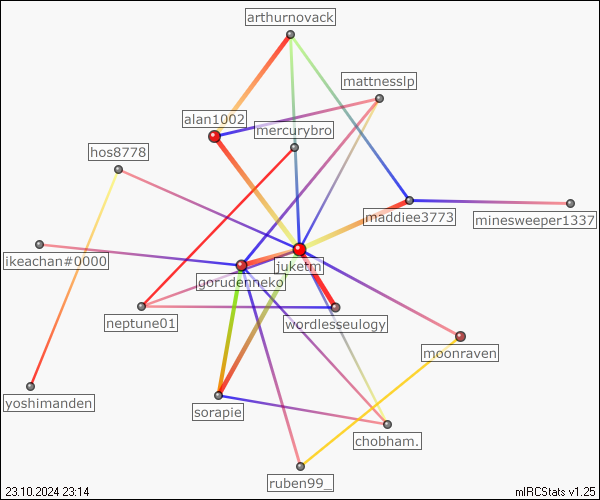 arthurnovack
mattnesslp
alan1002
mercurybro
hos8778
maddiee3773
minesweeper1337
ikeachan#0000
juketm
gorudenneko
neptune01
wordlesseulogy
moonraven
yoshimanden
sorapie
chobham.
ruben99_
23.10.2024 23:14
mIRCStats v1.25